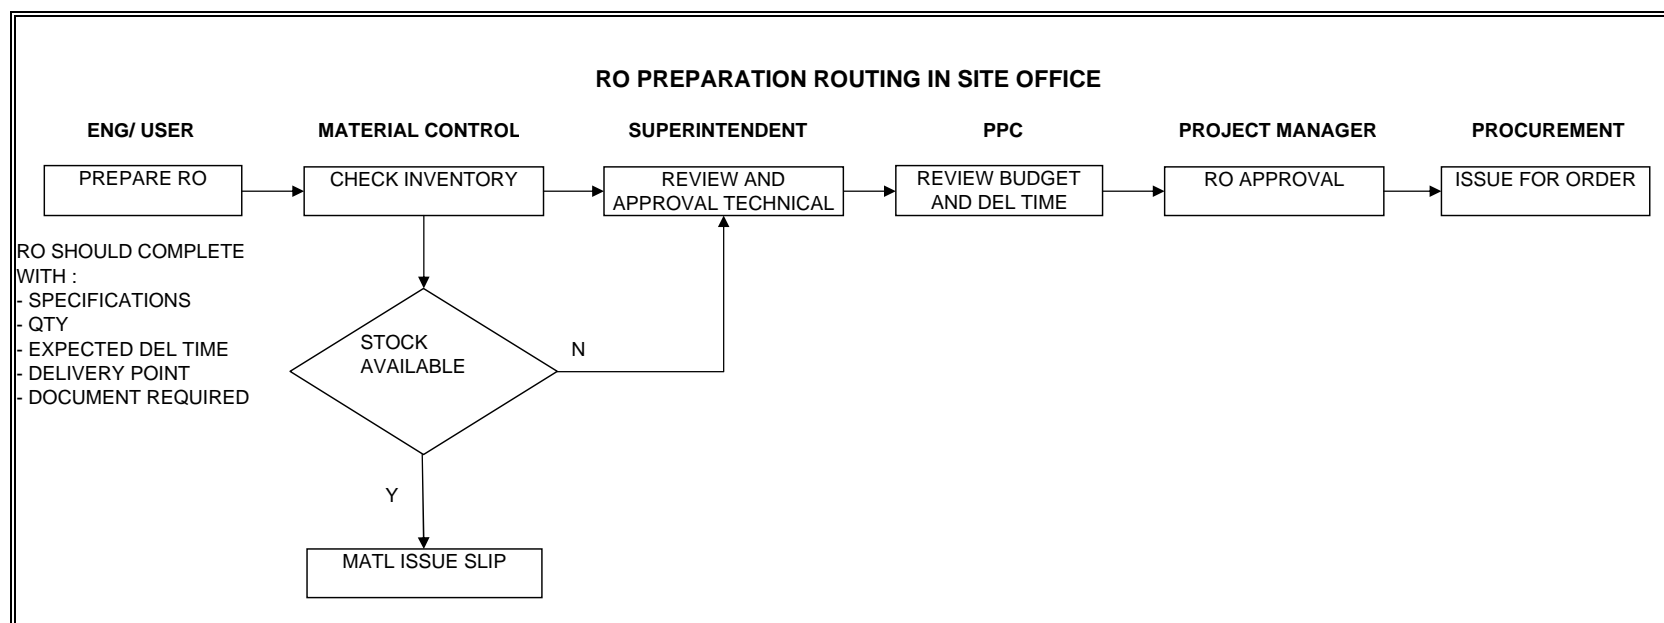 RO PREPARATION ROUTING IN SITE OFFICE
ENG/ USER
MATERIAL CONTROL
SUPERINTENDENT
PPC
PROJECT MANAGER
PROCUREMENT
PREPARE RO
CHECK INVENTORY
REVIEW AND
APPROVAL TECHNICAL
REVIEW BUDGET
AND DEL TIME
RO APPROVAL
ISSUE FOR ORDER
RO SHOULD COMPLETE
WITH :
- SPECIFICATIONS
- QTY
- EXPECTED DEL TIME
- DELIVERY POINT
- DOCUMENT REQUIRED
STOCK
AVAILABLE
N
Y
MATL ISSUE SLIP